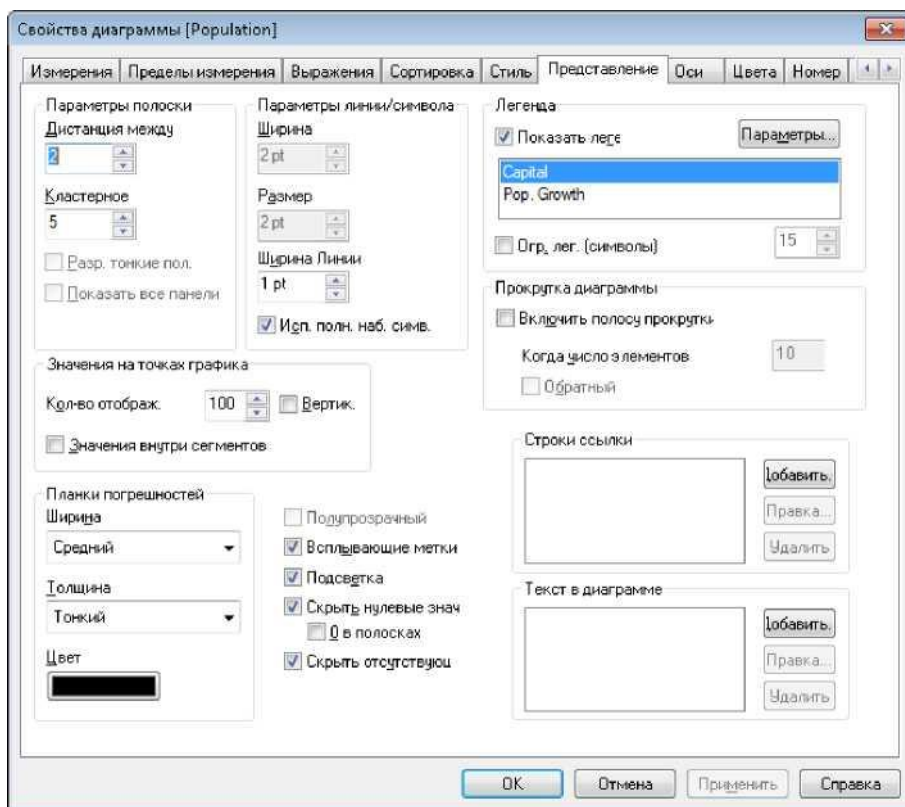 Свойства диаграммы [Population]
Измерения
Пределы измерения
Выражения
Сортировка
Стиль
Представление
Оси
Цвета
Номер
Параметры полоски
Дистанция между
2
Кластерное
5
Разр. тонкие пол.
Показать все панели
Параметры линии/символа
Ширина
2 pt
Размер
2 pt
Ширина Линии
1 pt
Исп. полн. наб. симв.
Легенда
Показать леге
Параметры...
Capital
Pop. Growth
Огр. лег. (символы)
15
Прокрутка диаграммы
Включить полосу прокрутки
Когда число элементов
10
Обратный
Значения на точках графика
Кол-во отображ.
100
Вертик.
Значения внутри сегментов
Строки ссылки
Добавить.
Правка...
Удалить
Планки погрешностей
Ширина
Средний
Толщина
Тонкий
Цвет
Полупрозрачный
Всплывающие метки
Подсветка
Скрыть нулевые знач
0 в полосках
Скрыть отсутствующ
Текст в диаграмме
Добавить.
Правка...
Удалить
OK
Отмена
Применить
Справка